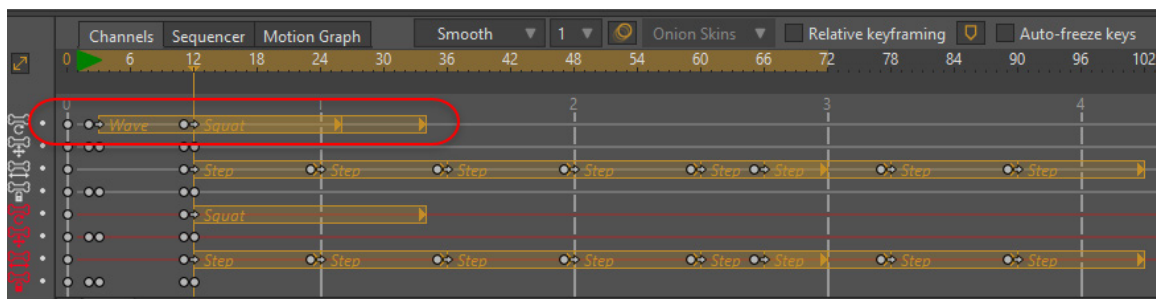 Channels Sequencer Motion Graph Smooth 1 Onion Skins Relative keyframing Auto-freeze keys
0 6 12 18 24 30 36 42 48 54 60 66 72 78 84 90 96 102
0 2 3 4
Wave Squat
Step Step Step Step Step Step Step Step
Squat
Step Step Step Step Step Step Step Step